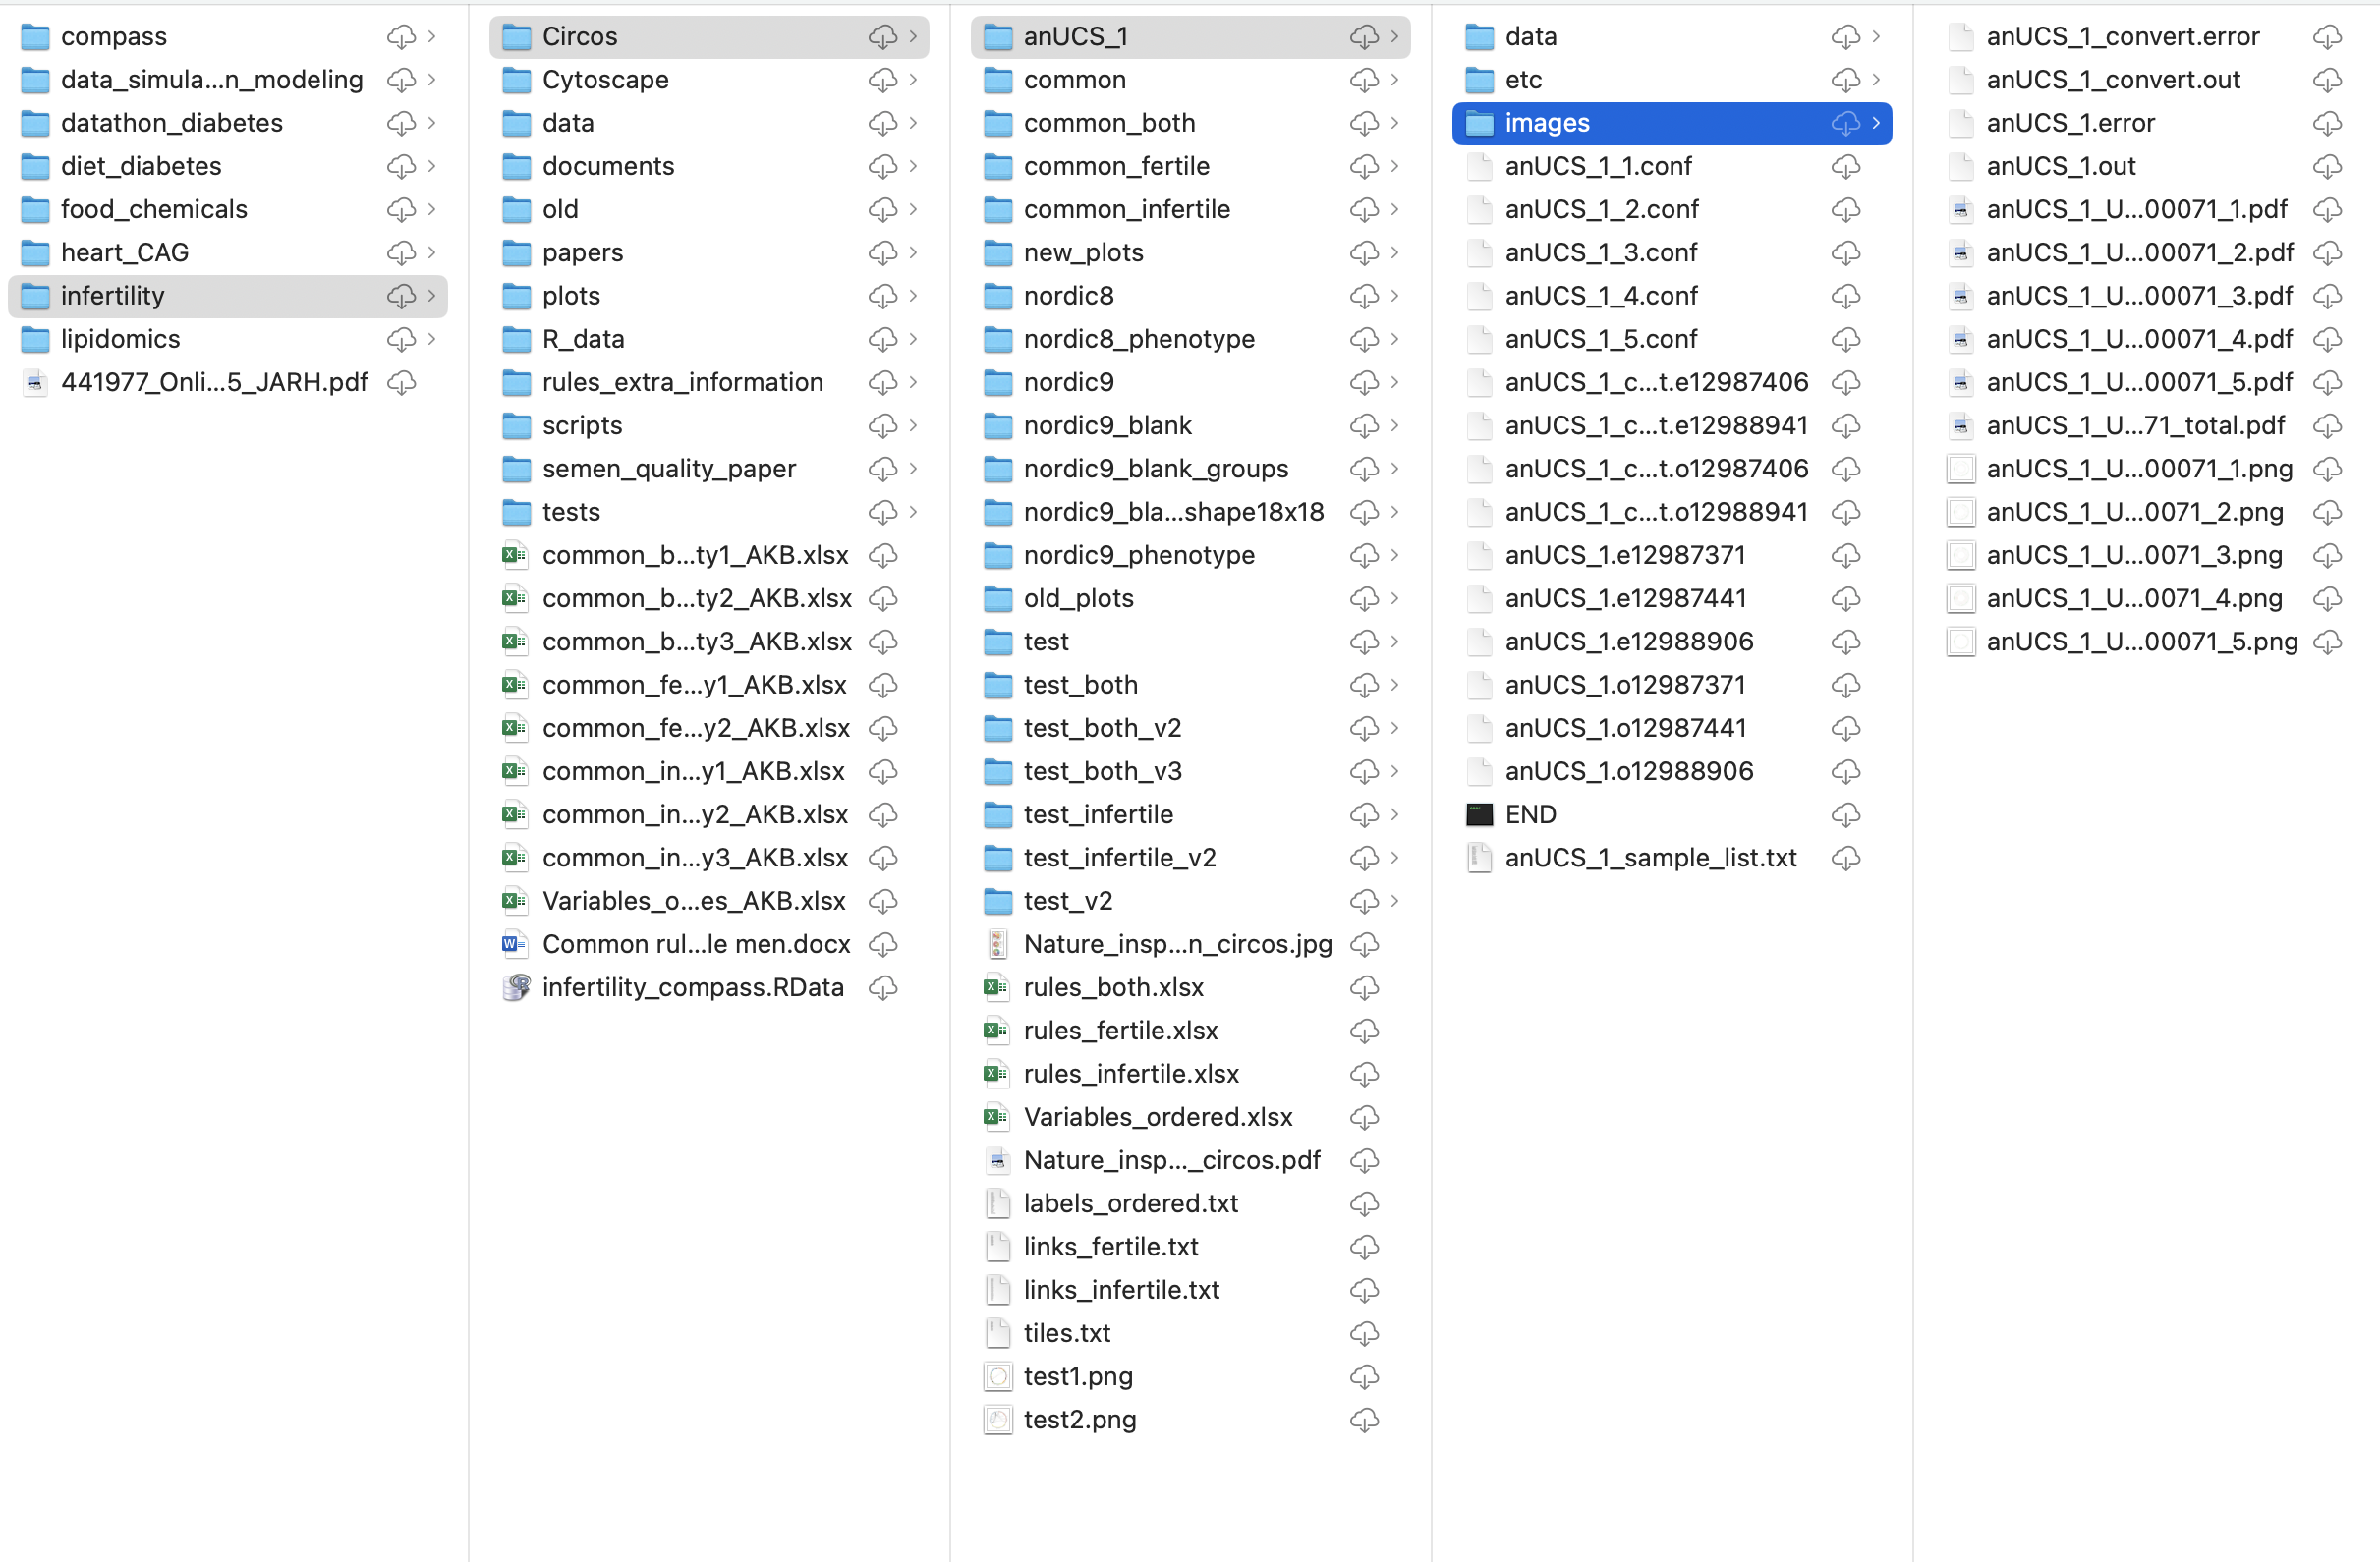 compass
data_simula...n_modeling
datathon_diabetes
diet_diabetes
food_chemicals
heart_CAG
infertility
lipidomics
441977_Onli...5_JARH.pdf
Circos
Cytoscape
data
documents
old
papers
plots
R_data
rules_extra_information
scripts
semen_quality_paper
tests
common_b...ty1_AKB.xlsx
common_b...ty2_AKB.xlsx
common_b...ty3_AKB.xlsx
common_fe...y1_AKB.xlsx
common_fe...y2_AKB.xlsx
common_in...y1_AKB.xlsx
common_in...y2_AKB.xlsx
common_in...y3_AKB.xlsx
Variables_o...es_AKB.xlsx
Common rul...le men.docx
infertility_compass.RData
anUCS_1
common
common_both
common_fertile
common_infertile
new_plots
nordic8
nordic8_phenotype
nordic9
nordic9_blank
nordic9_blank_groups
nordic9_bla...shape18x18
nordic9_phenotype
old_plots
test
test_both
test_both_v2
test_both_v3
test_infertile
test_infertile_v2
test_v2
Nature_insp...n_circos.jpg
rules_both.xlsx
rules_fertile.xlsx
rules_infertile.xlsx
Variables_ordered.xlsx
Nature_insp..._circos.pdf
labels_ordered.txt
links_fertile.txt
links_infertile.txt
tiles.txt
test1.png
test2.png
data
etc
images
anUCS_1_1.conf
anUCS_1_2.conf
anUCS_1_3.conf
anUCS_1_4.conf
anUCS_1_5.conf
anUCS_1_c...t.e12987406
anUCS_1_c...t.e12988941
anUCS_1_c...t.o12987406
anUCS_1_c...t.o12988941
anUCS_1.e12987371
anUCS_1.e12987441
anUCS_1.e12988906
anUCS_1.o12987371
anUCS_1.o12987441
anUCS_1.o12988906
END
anUCS_1_sample_list.txt
anUCS_1_convert.error
anUCS_1_convert.out
anUCS_1.error
anUCS_1.out
anUCS_1_U...00071_1.pdf
anUCS_1_U...00071_2.pdf
anUCS_1_U...00071_3.pdf
anUCS_1_U...00071_4.pdf
anUCS_1_U...00071_5.pdf
anUCS_1_U...71_total.pdf
anUCS_1_U...00071_1.png
anUCS_1_U...0071_2.png
anUCS_1_U...0071_3.png
anUCS_1_U...0071_4.png
anUCS_1_U...00071_5.png